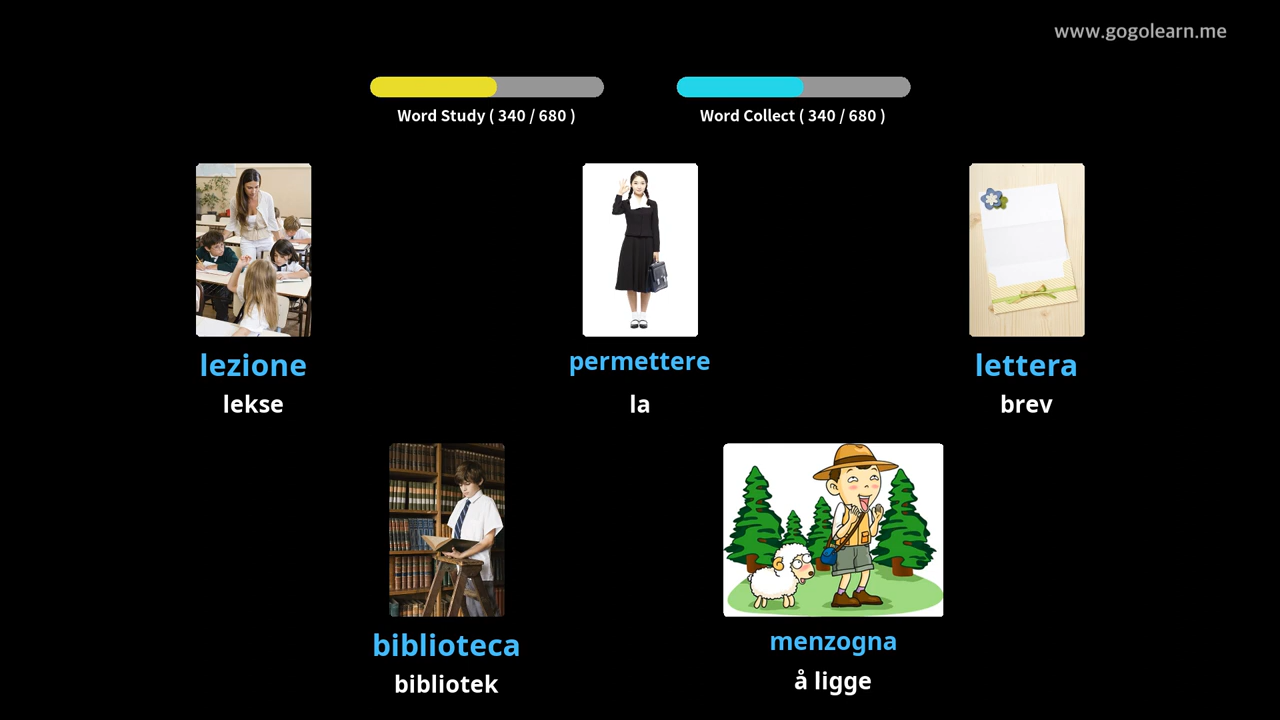 www.gogolearn.me
Word Study ( 340 / 680 )
Word Collect ( 340 / 680 )
lezione
lekse
permettere
la
lettera
brev
biblioteca
bibliotek
menzogna
å ligge